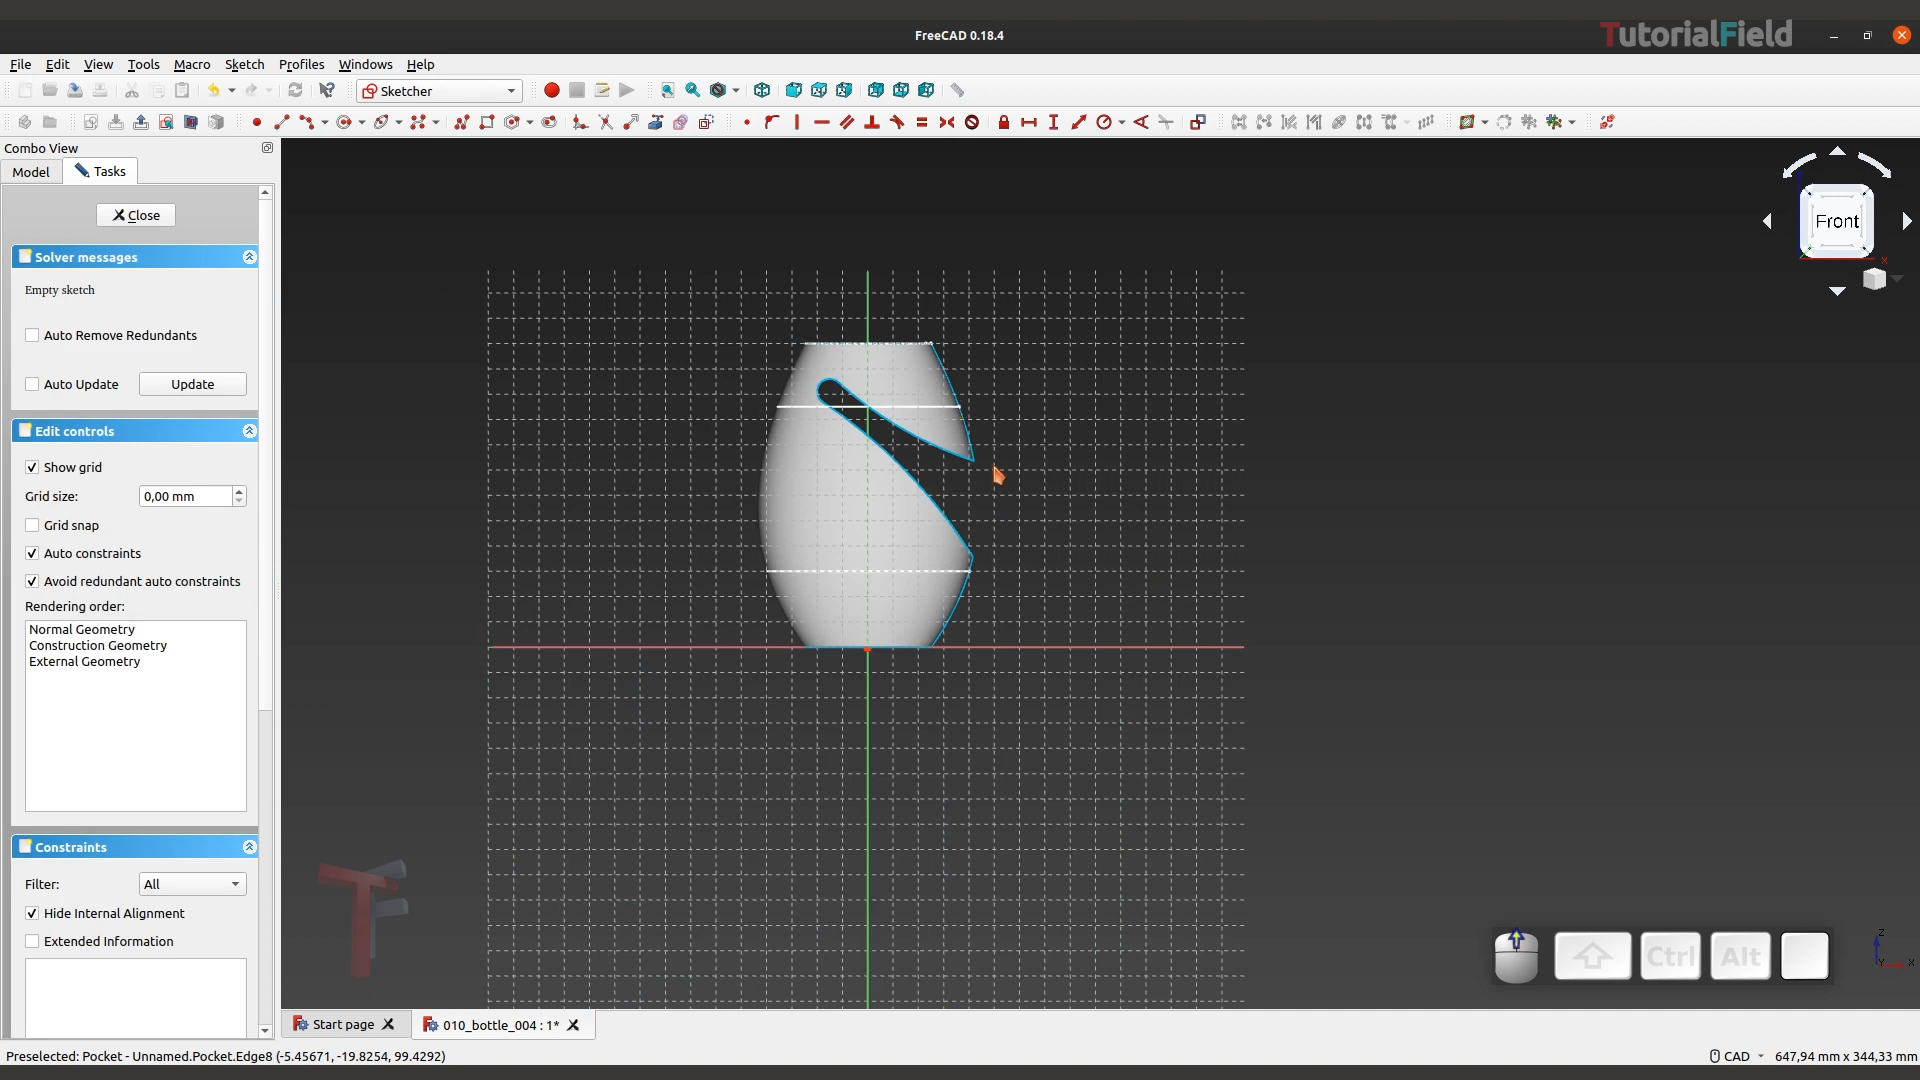 FreeCAD 0.18.4
TutorialField
File Edit View Tools Macro Sketch Profiles Windows Help
Sketcher
Combo View
Model
Tasks
Close
Solver messages
Empty sketch
Auto Remove Redundants
Auto Update
Update
Edit controls
Show grid
Grid size:
0,00 mm
Grid snap
Auto constraints
Avoid redundant auto constraints
Rendering order:
Normal Geometry
Construction Geometry
External Geometry
Constraints
Filter:
All
Hide Internal Alignment
Extended Information
Front
X
Ctrl
Alt
Z
Y
X
Start page
010_bottle_004 : 1*
Preselected: Pocket - Unnamed.Pocket.Edge8 (-5.45671, -19.8254, 99.4292)
CAD
647,94 mm x 344,33 mm